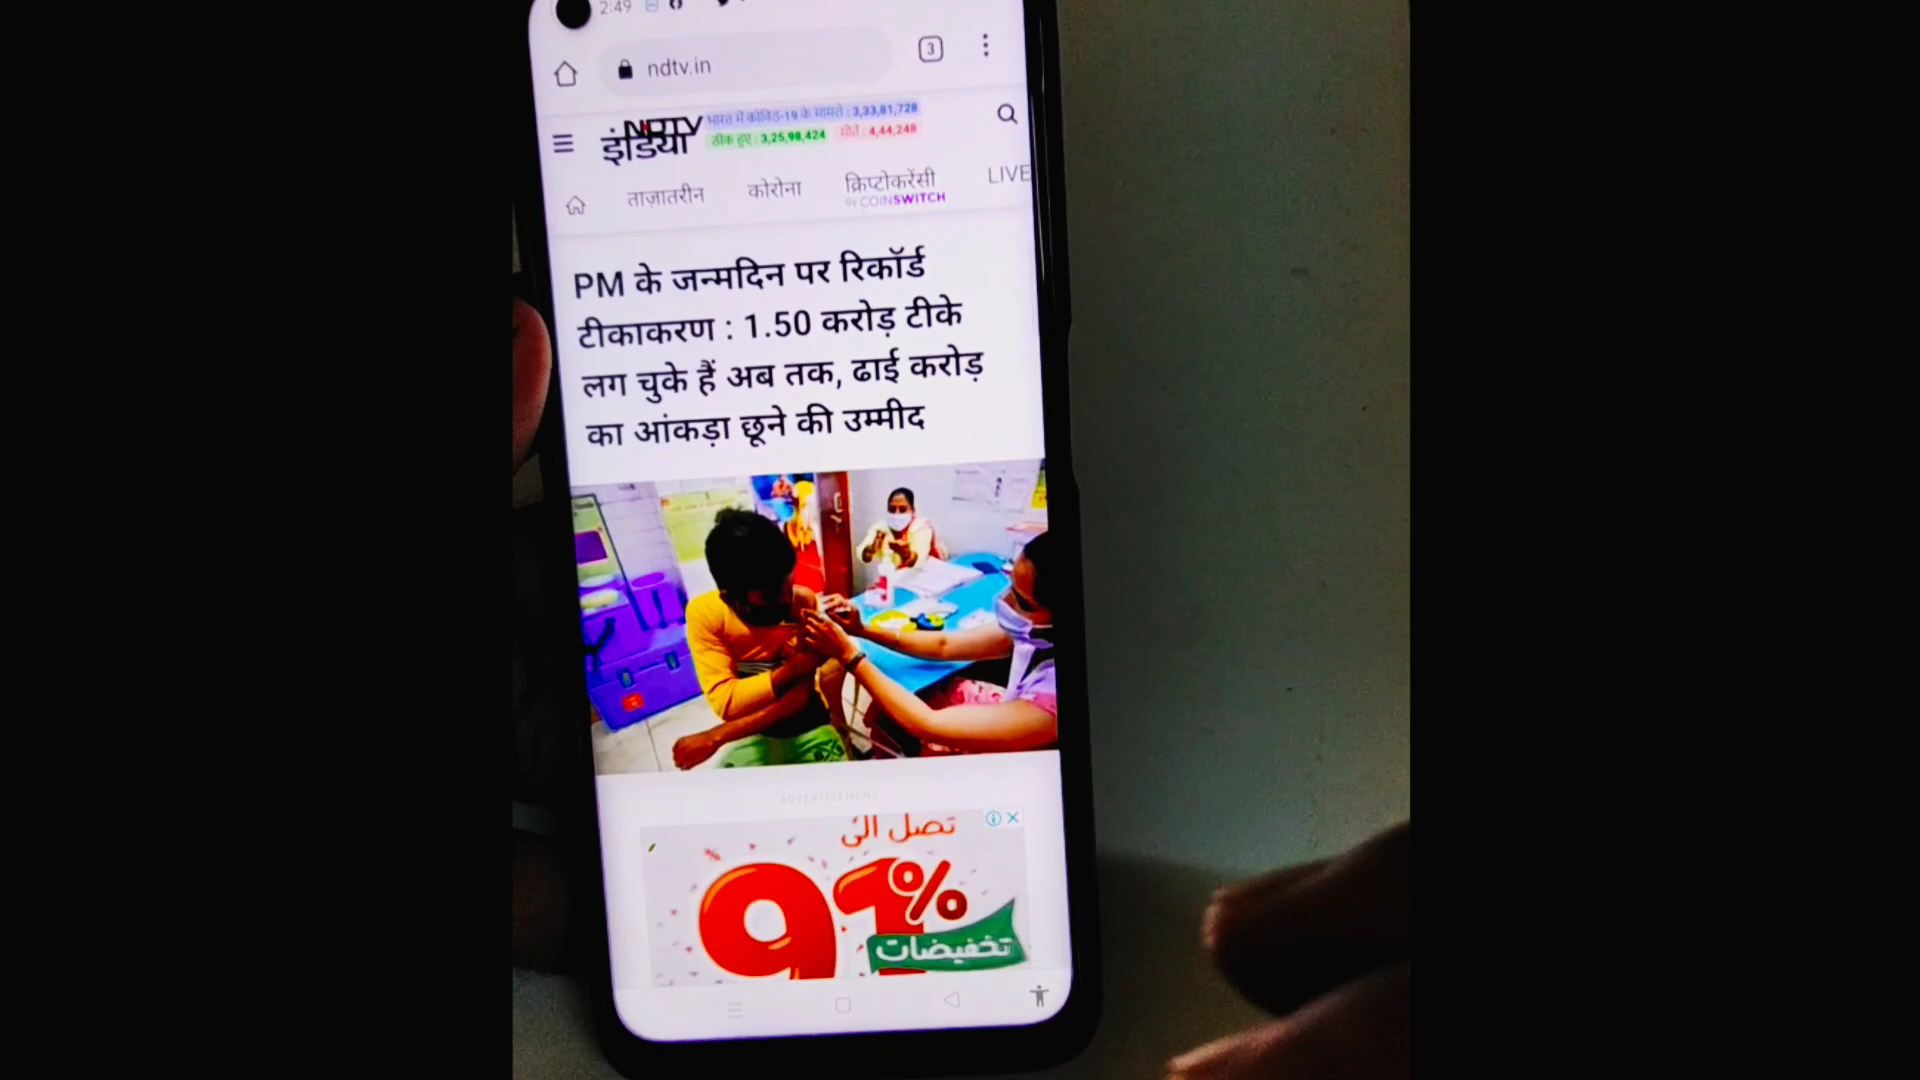 2:49
ndtv.in
3
NDTV
इंडिया
भारत में कोविड-19 के मामले : 3,33,81,728
ठीक हुए : 3,25,98,424 मौतें : 4,44,248
ताज़ातरीन कोरोना क्रिप्टोकरेंसी LIVE
BY COINSWITCH
PM के जन्मदिन पर रिकॉर्ड
टीकाकरण : 1.50 करोड़ टीके
लग चुके हैं अब तक, ढाई करोड़
का आंकड़ा छूने की उम्मीद
ADVERTISEMENT
تصل الى
91%
تخفيضات